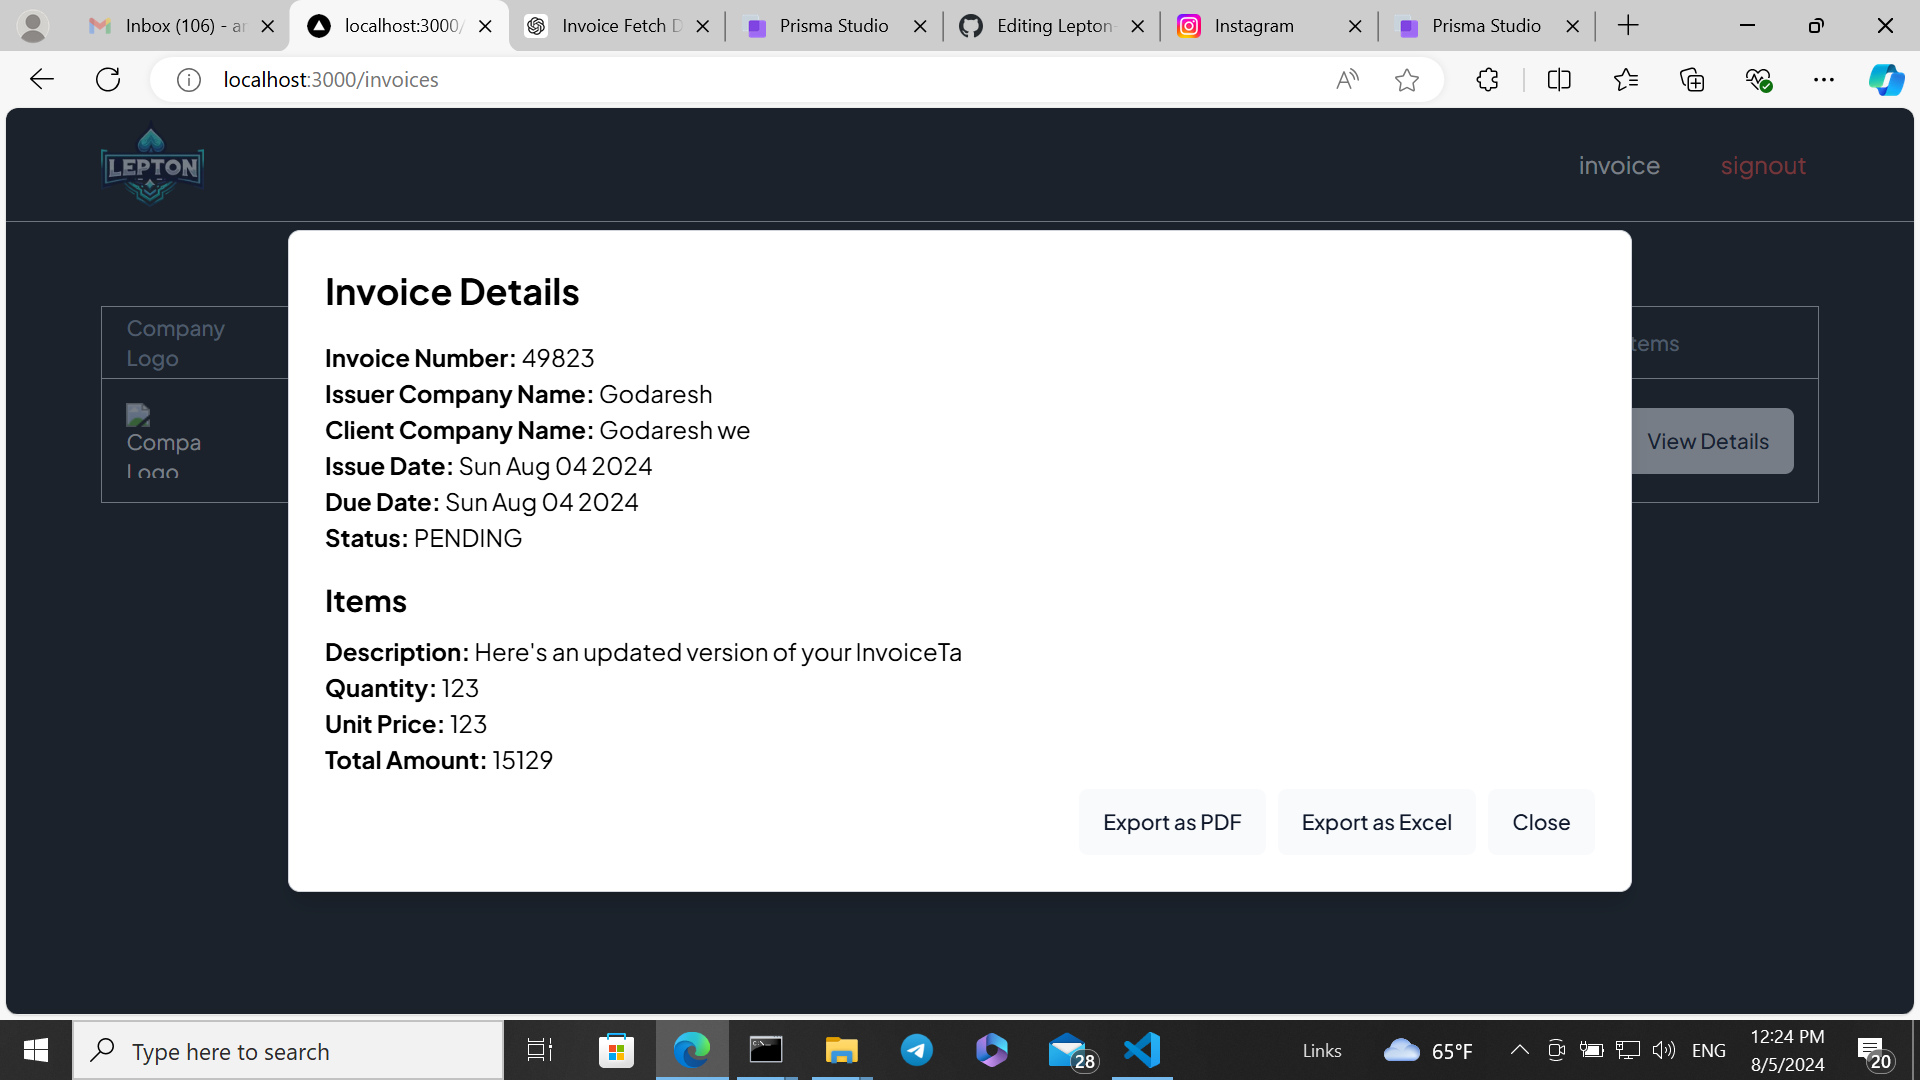 Inbox (106) - ar
localhost:3000/
Invoice Fetch D
Prisma Studio
Editing Lepton-
Instagram
Prisma Studio
localhost:3000/invoices
LEPTON
invoice
signout
Company
Logo
Items
Compa
Logo
View Details
Invoice Details
Invoice Number: 49823
Issuer Company Name: Godaresh
Client Company Name: Godaresh we
Issue Date: Sun Aug 04 2024
Due Date: Sun Aug 04 2024
Status: PENDING
Items
Description: Here's an updated version of your InvoiceTa
Quantity: 123
Unit Price: 123
Total Amount: 15129
Export as PDF
Export as Excel
Close
Type here to search
28
Links
65°F
ENG
12:24 PM
8/5/2024
20